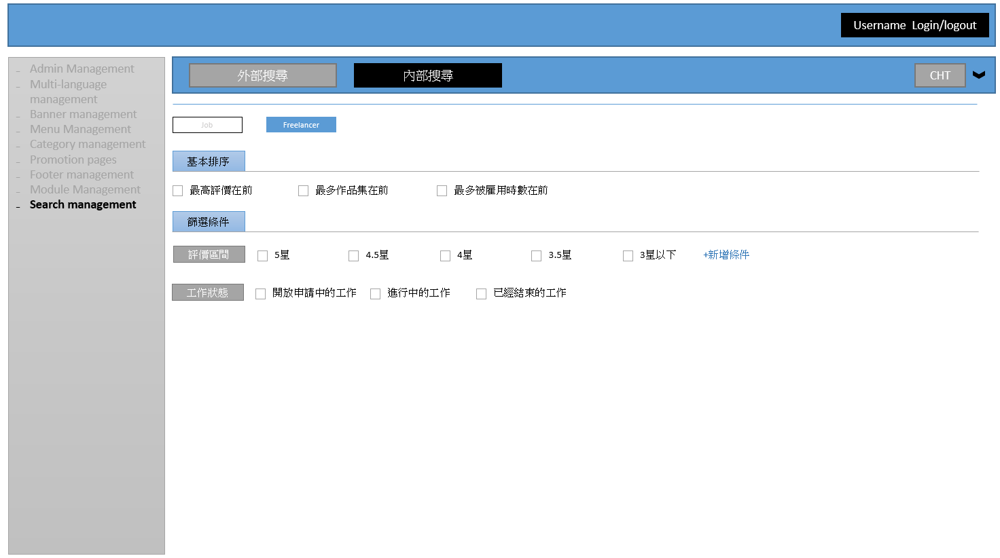 Username Login/logout
外部搜尋 內部搜尋 CHT
Admin Management
Multi-language
management
Banner management
Menu Management
Category management
Promotion pages
Footer management
Module Management
Search management
Job Freelancer
基本排序
最高評價在前 最多作品集在前 最多被雇用時數在前
篩選條件
評價區間 5星 4.5星 4星 3.5星 3星以下 +新增條件
工作狀態 開放申請中的工作 進行中的工作 已經結束的工作